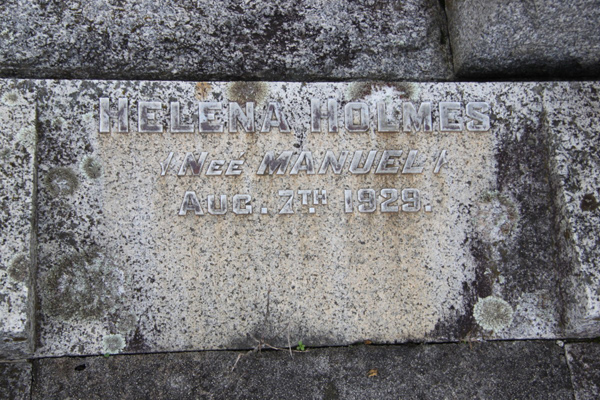 HELENA HOLMES
(NEE MANUEL)
AUG. 7TH. 1929.